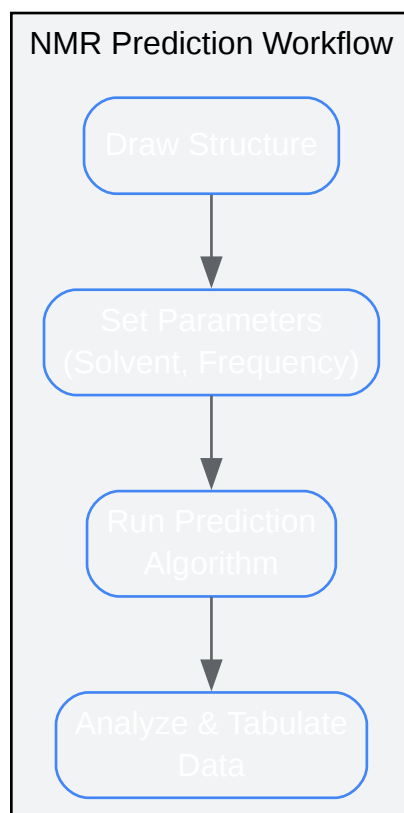 NMR Prediction Workflow
Draw Structure
Set Parameters
(Solvent, Frequency)
Run Prediction
Algorithm
Analyze & Tabulate
Data